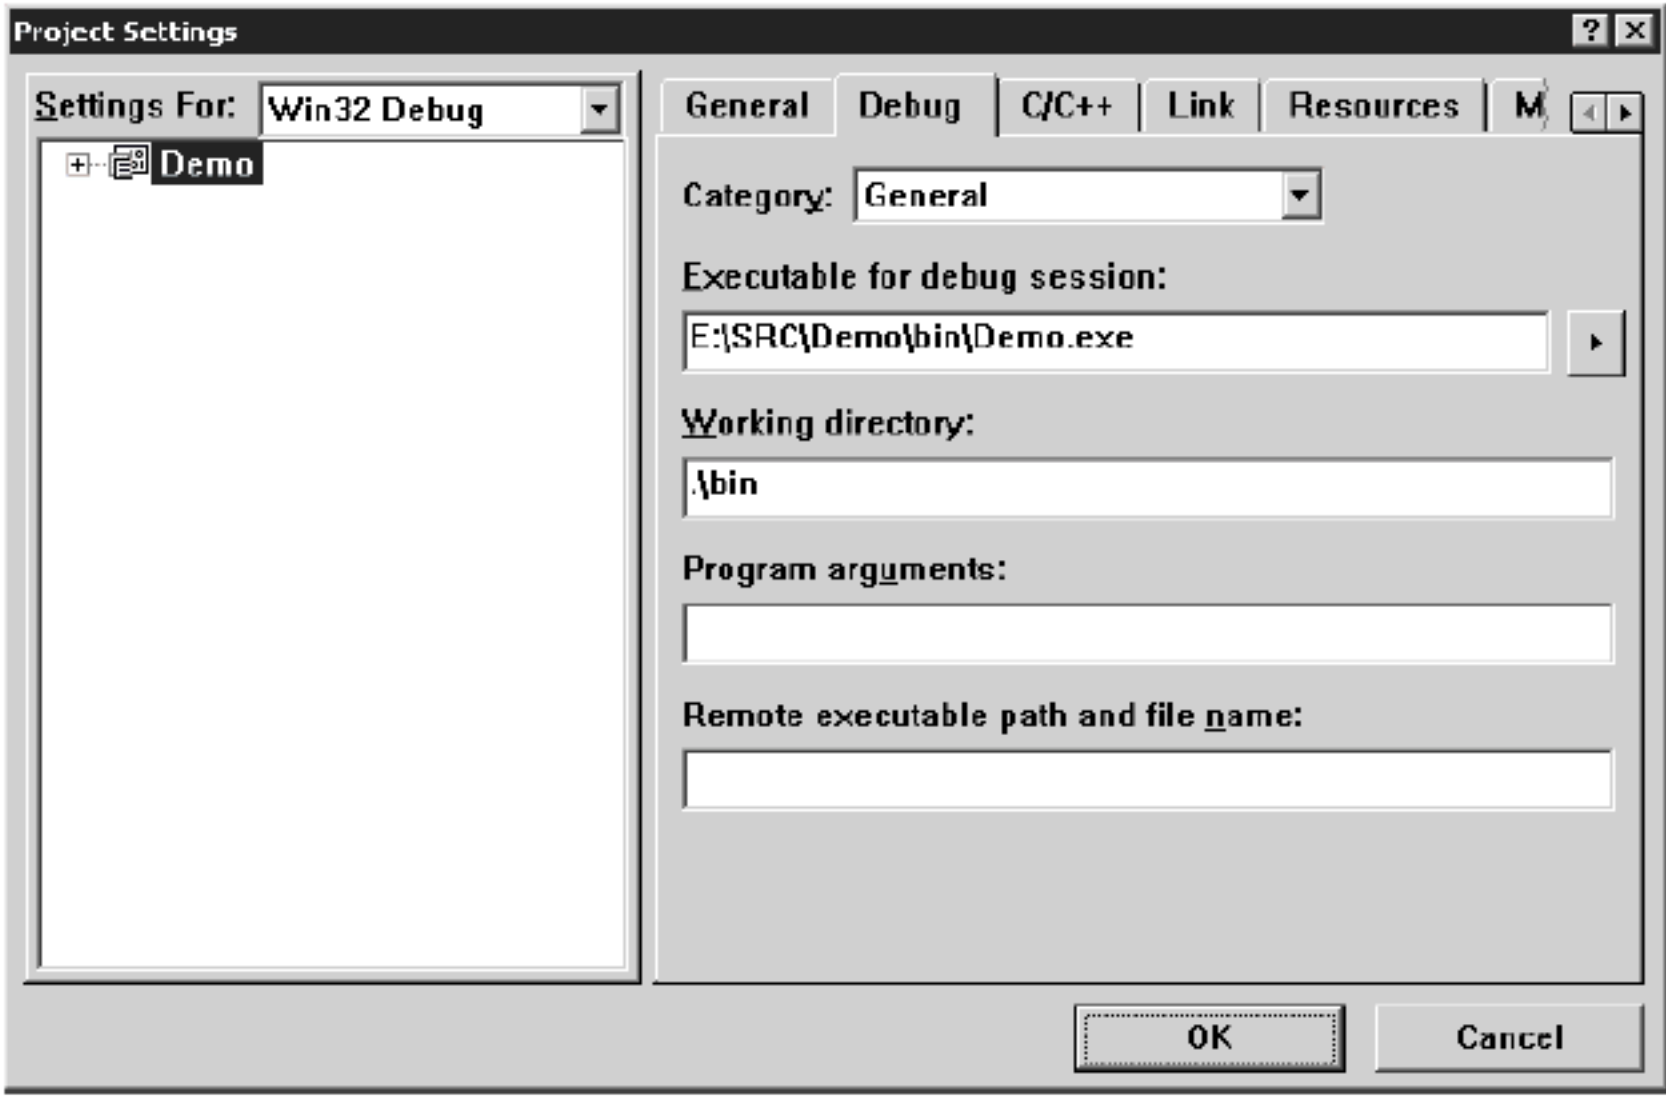 Project Settings
Settings For: Win32 Debug
Demo
General Debug C/C++ Link Resources M
Category: General
Executable for debug session:
E:\SRC\Demo\bin\Demo.exe
Working directory:
.\bin
Program arguments:
Remote executable path and file name:
OK Cancel